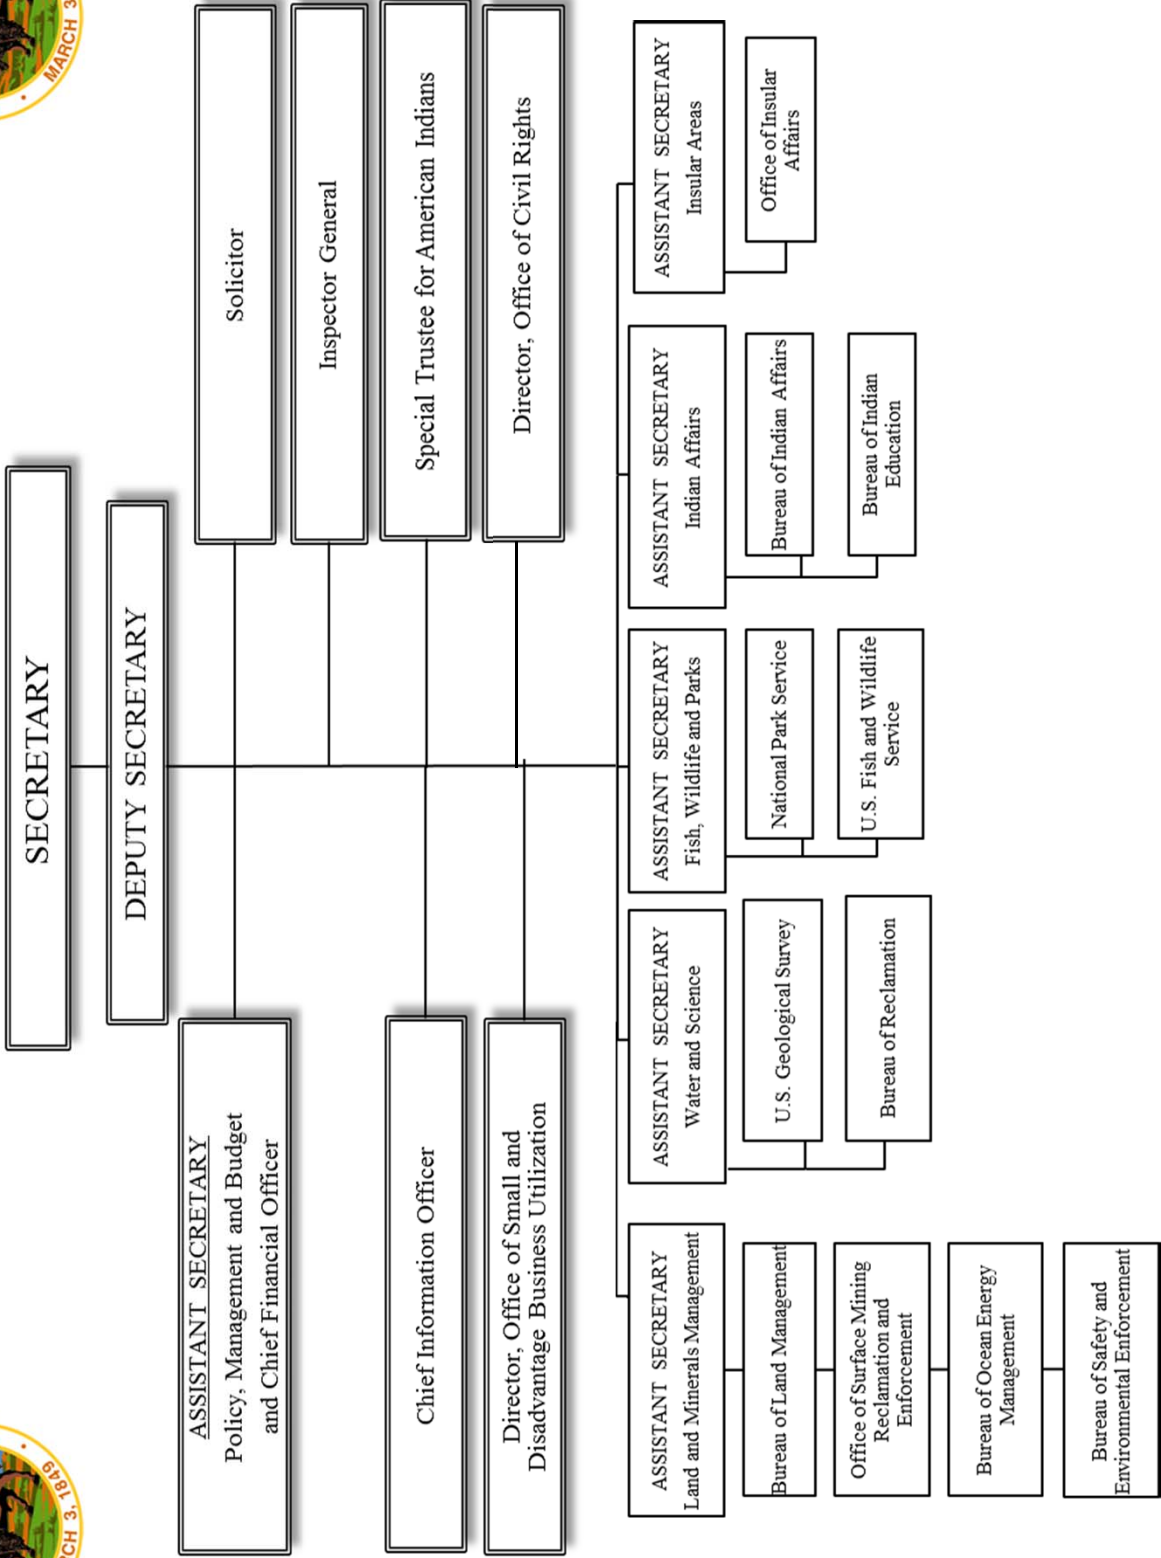 MARCH 3
CH 3, 1849
SECRETARY
DEPUTY SECRETARY
ASSISTANT SECRETARY
Policy, Management and Budget
and Chief Financial Officer
Solicitor
Inspector General
Chief Information Officer
Special Trustee for American Indians
Director, Office of Small and
Disadvantage Business Utilization
Director, Office of Civil Rights
ASSISTANT SECRETARY
Land and Minerals Management
Bureau of Land Management
Office of Surface Mining
Reclamation and
Enforcement
Bureau of Ocean Energy
Management
Bureau of Safety and
Environmental Enforcement
ASSISTANT SECRETARY
Water and Science
U.S. Geological Survey
Bureau of Reclamation
ASSISTANT SECRETARY
Fish, Wildlife and Parks
National Park Service
U.S. Fish and Wildlife
Service
ASSISTANT SECRETARY
Indian Affairs
Bureau of Indian Affairs
Bureau of Indian
Education
ASSISTANT SECRETARY
Insular Areas
Office of Insular
Affairs